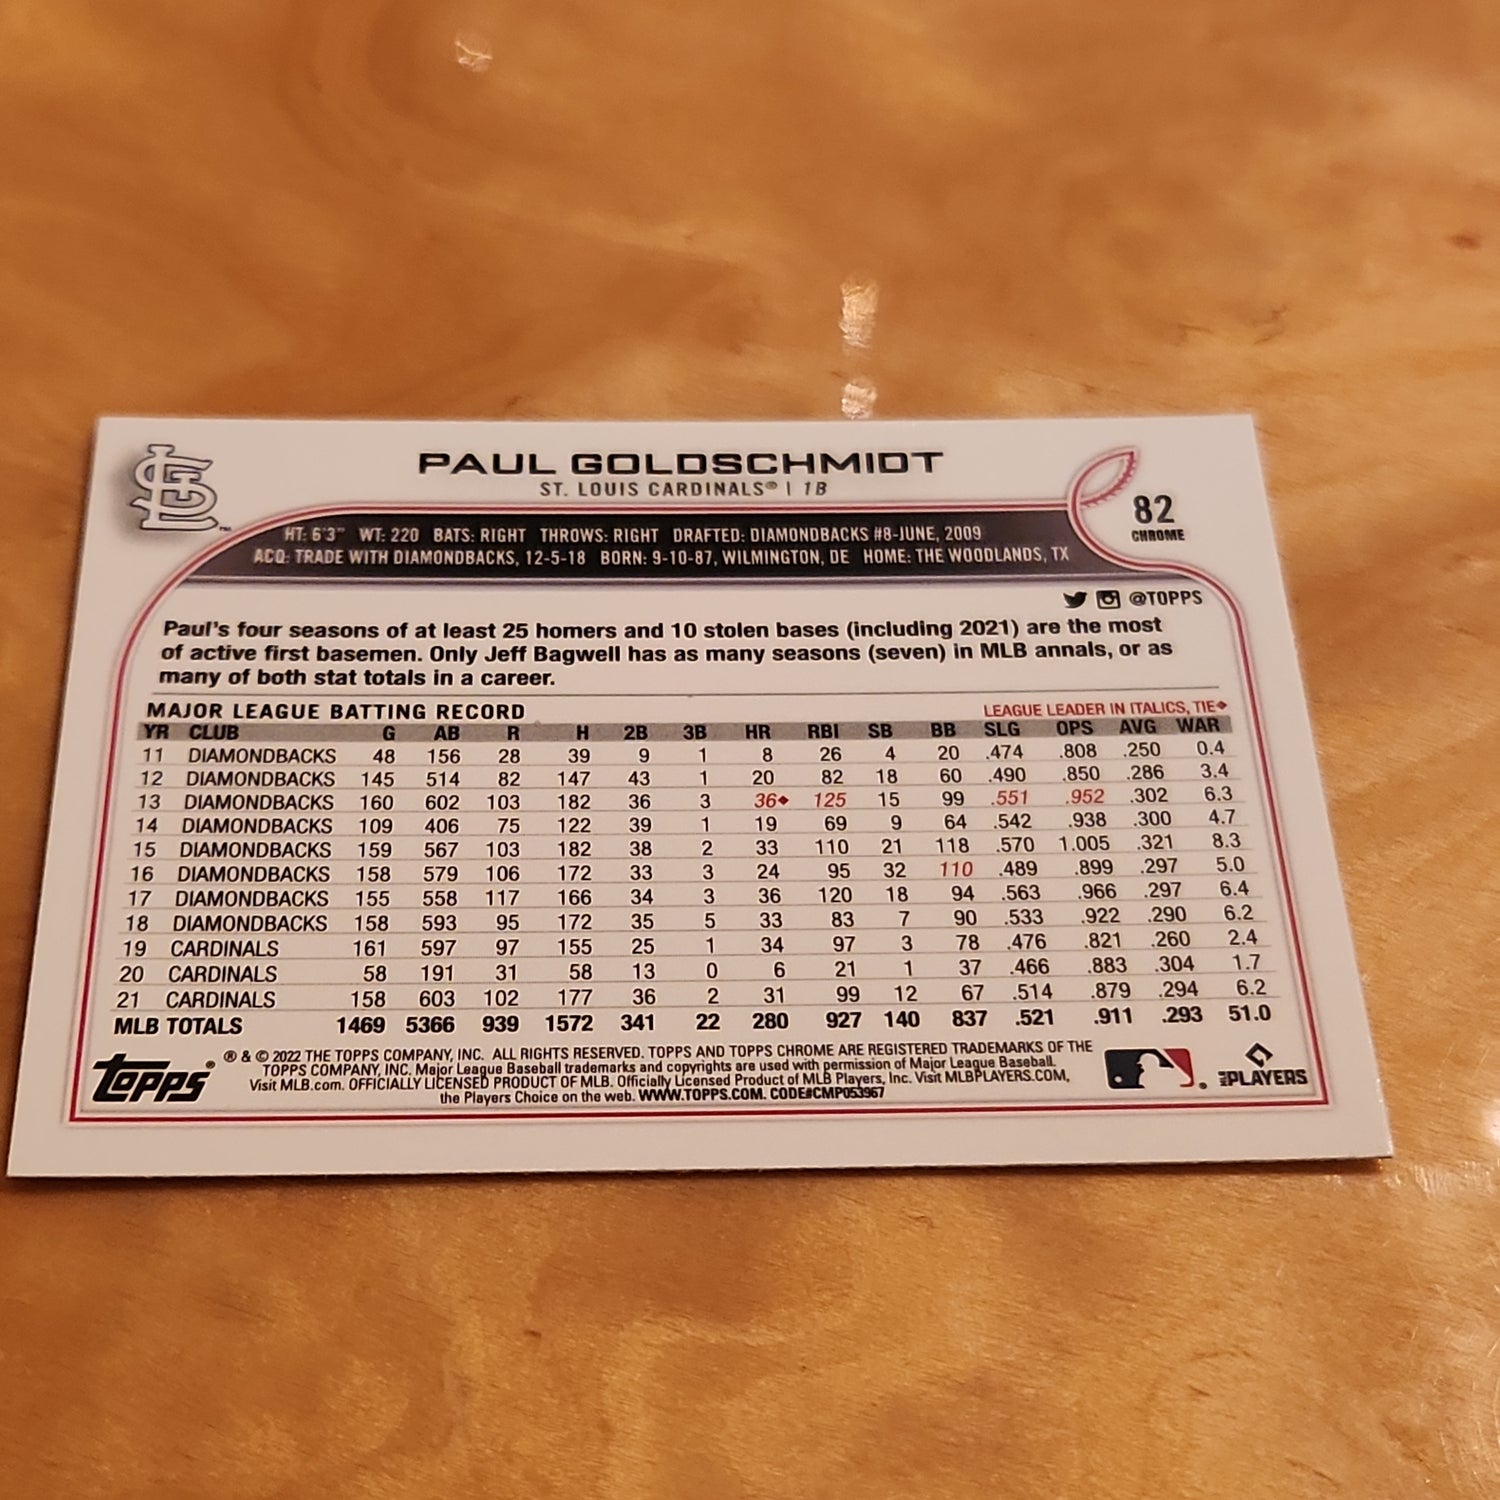 PAUL GOLDSCHMIDT
ST. LOUIS CARDINALS® | 1B
82
CHROME
HT: 6'3" WT: 220 BATS: RIGHT THROWS: RIGHT DRAFTED: DIAMONDBACKS #8-JUNE, 2009
ACQ: TRADE WITH DIAMONDBACKS, 12-5-18 BORN: 9-10-87, WILMINGTON, DE HOME: THE WOODLANDS, TX
@TOPPS
Paul's four seasons of at least 25 homers and 10 stolen bases (including 2021) are the most
of active first basemen. Only Jeff Bagwell has as many seasons (seven) in MLB annals, or as
many of both stat totals in a career.
MAJOR LEAGUE BATTING RECORD LEAGUE LEADER IN ITALICS, TIE◆
YR CLUB G AB R H 2B 3B HR RBI SB BB SLG OPS AVG WAR
11 DIAMONDBACKS 48 156 28 39 9 1 8 26 4 20 .474 .808 .250 0.4
12 DIAMONDBACKS 145 514 82 147 43 1 20 82 18 60 .490 .850 .286 3.4
13 DIAMONDBACKS 160 602 103 182 36 3 36◆ 125 15 99 .551 .952 .302 6.3
14 DIAMONDBACKS 109 406 75 122 39 1 19 69 9 64 .542 .938 .300 4.7
15 DIAMONDBACKS 159 567 103 182 38 2 33 110 21 118 .570 1.005 .321 8.3
16 DIAMONDBACKS 158 579 106 172 33 3 24 95 32 110 .489 .899 .297 5.0
17 DIAMONDBACKS 155 558 117 166 34 3 36 120 18 94 .563 .966 .297 6.4
18 DIAMONDBACKS 158 593 95 172 35 5 33 83 7 90 .533 .922 .290 6.2
19 CARDINALS 161 597 97 155 25 1 34 97 3 78 .476 .821 .260 2.4
20 CARDINALS 58 191 31 58 13 0 6 21 1 37 .466 .883 .304 1.7
21 CARDINALS 158 603 102 177 36 2 31 99 12 67 .514 .879 .294 6.2
MLB TOTALS 1469 5366 939 1572 341 22 280 927 140 837 .521 .911 .293 51.0
topps®
® & © 2022 THE TOPPS COMPANY, INC. ALL RIGHTS RESERVED. TOPPS AND TOPPS CHROME ARE REGISTERED TRADEMARKS OF THE
TOPPS COMPANY, INC. Major League Baseball trademarks and copyrights are used with permission of Major League Baseball.
Visit MLB.com. OFFICIALLY LICENSED PRODUCT OF MLB. Officially Licensed Product of MLB Players, Inc. Visit MLBPLAYERS.COM,
the Players Choice on the web. WWW.TOPPS.COM. CODE#CMP053967
MLB PLAYERS